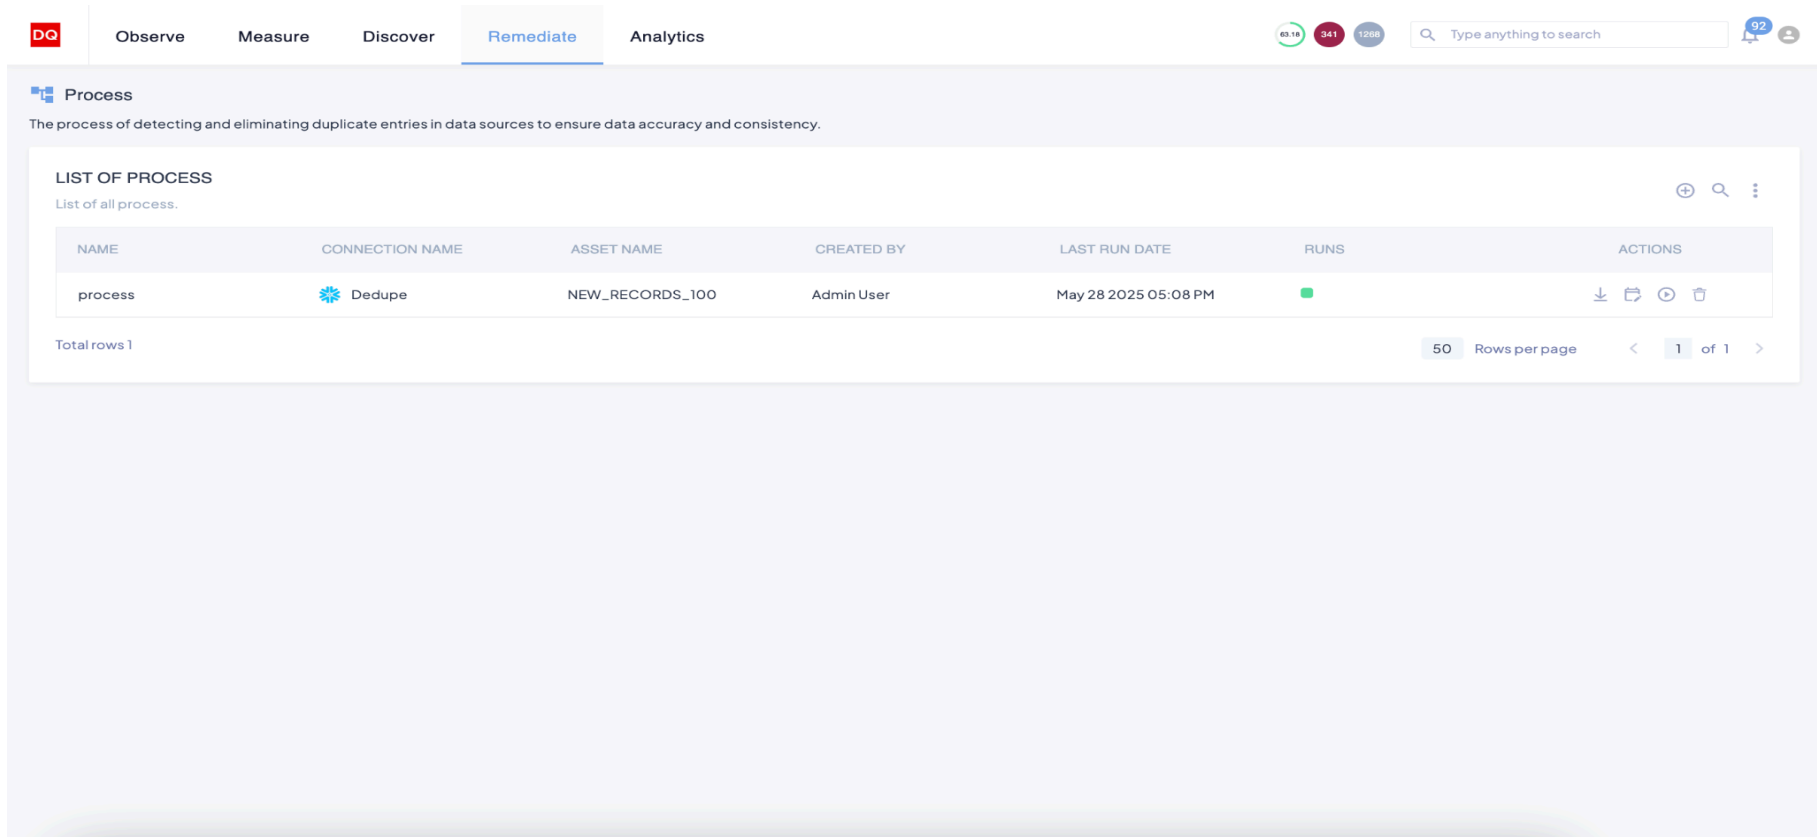 DQ Observe Measure Discover Remediate Analytics 63.18 341 1268 Type anything to search 92
Process
The process of detecting and eliminating duplicate entries in data sources to ensure data accuracy and consistency.
LIST OF PROCESS
List of all process.
NAME CONNECTION NAME ASSET NAME CREATED BY LAST RUN DATE RUNS ACTIONS
process Dedupe NEW_RECORDS_100 Admin User May 28 2025 05:08 PM
Total rows 1 50 Rows per page 1 of 1